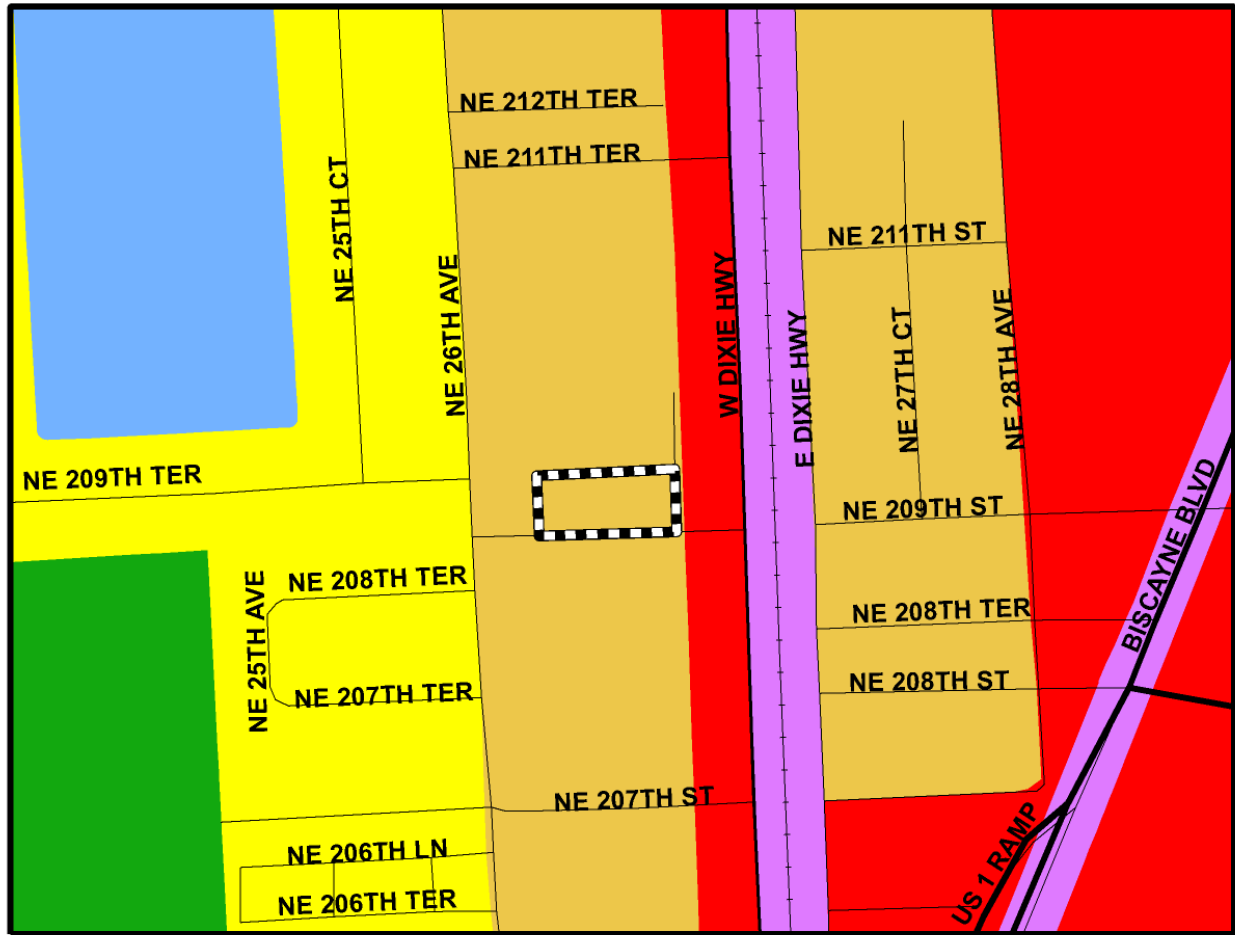 NE 212TH TER
NE 211TH TER
NE 25TH CT
NE 211TH ST
NE 26TH AVE
W DIXIE HWY
E DIXIE HWY
NE 27TH CT
NE 28TH AVE
NE 209TH TER
NE 209TH ST
BISCAYNE BLVD
NE 208TH TER
NE 25TH AVE
NE 208TH TER
NE 207TH TER
NE 208TH ST
NE 207TH ST
US 1 RAMP
NE 206TH LN
NE 206TH TER